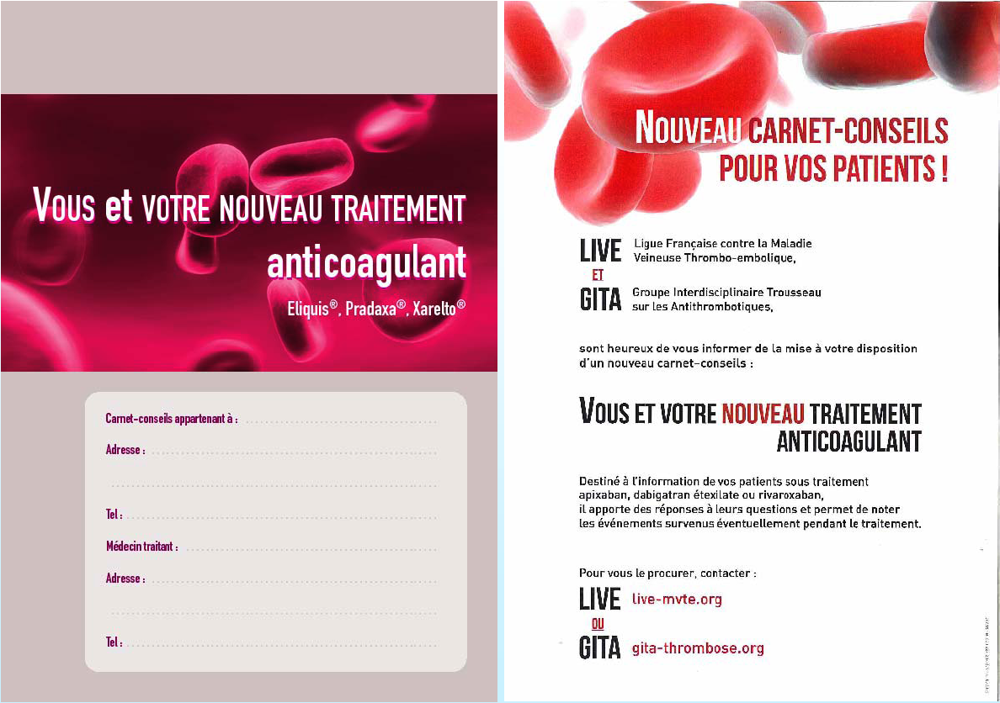 VOUS et VOTRE NOUVEAU TRAITEMENT
anticoagulant
Eliquis®, Pradaxa®, Xarelto®
Carnet-conseils appartenant à :
Adresse :
Tel :
Médecin traitant :
Adresse :
Tel :
NOUVEAU CARNET-CONSEILS
POUR VOS PATIENTS !
LIVE Ligue Française contre la Maladie
Veineuse Thrombo-embolique,
ET
GITA Groupe Interdisciplinaire Trousseau
sur les Antithrombotiques,
sont heureux de vous informer de la mise à votre disposition
d'un nouveau carnet-conseils :
VOUS ET VOTRE NOUVEAU TRAITEMENT
ANTICOAGULANT
Destiné à l'information de vos patients sous traitement
apixaban, dabigatran étexilate ou rivaroxaban,
il apporte des réponses à leurs questions et permet de noter
les événements survenus éventuellement pendant le traitement.
Pour vous le procurer, contacter :
LIVE live-mvte.org
OU
GITA gita-thrombose.org